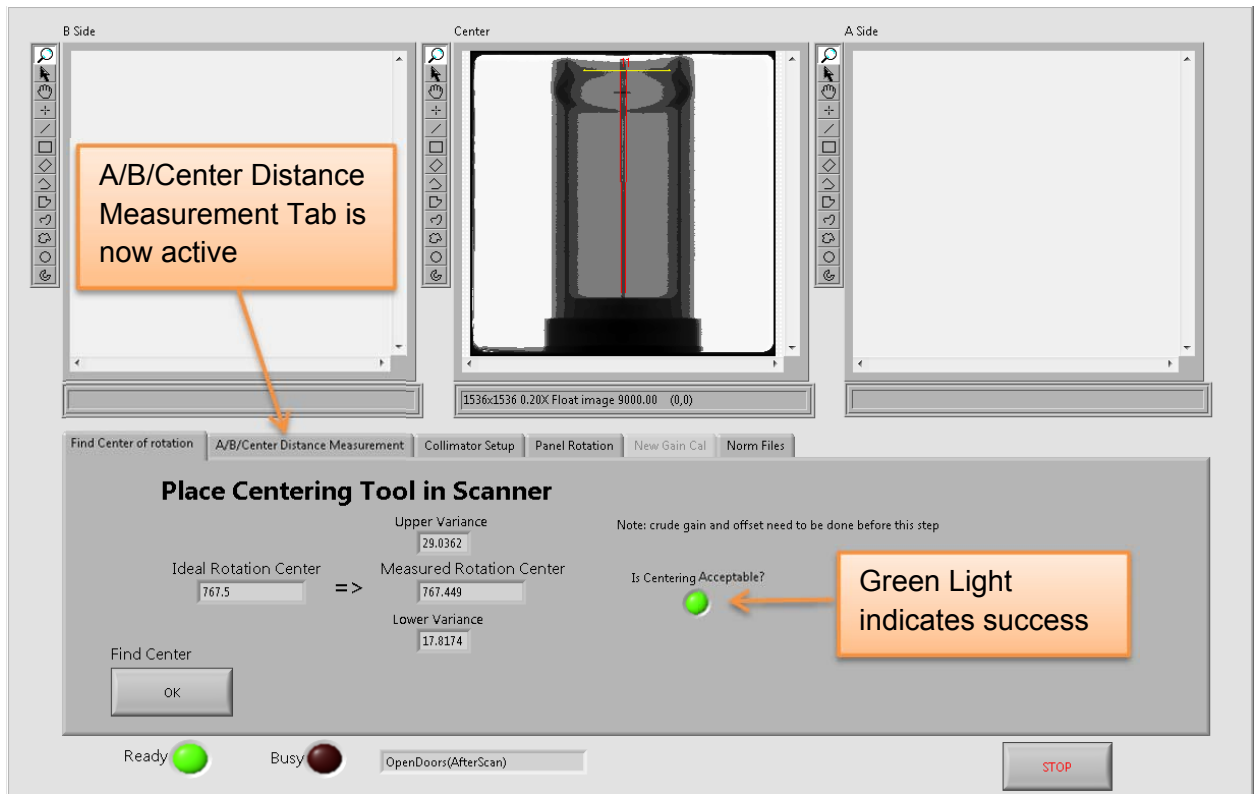 B Side
Center
A Side
A/B/Center Distance
Measurement Tab is
now active
1536x1536 0.20X Float image 9000.00 (0,0)
Find Center of rotation
A/B/Center Distance Measurement
Collimator Setup
Panel Rotation
New Gain Cal
Norm Files
Place Centering Tool in Scanner
Upper Variance
29.0362
Note: crude gain and offset need to be done before this step
Ideal Rotation Center
767.5
=>
Measured Rotation Center
767.449
Is Centering Acceptable?
Green Light
indicates success
Lower Variance
17.8174
Find Center
OK
Ready
Busy
OpenDoors(AfterScan)
STOP